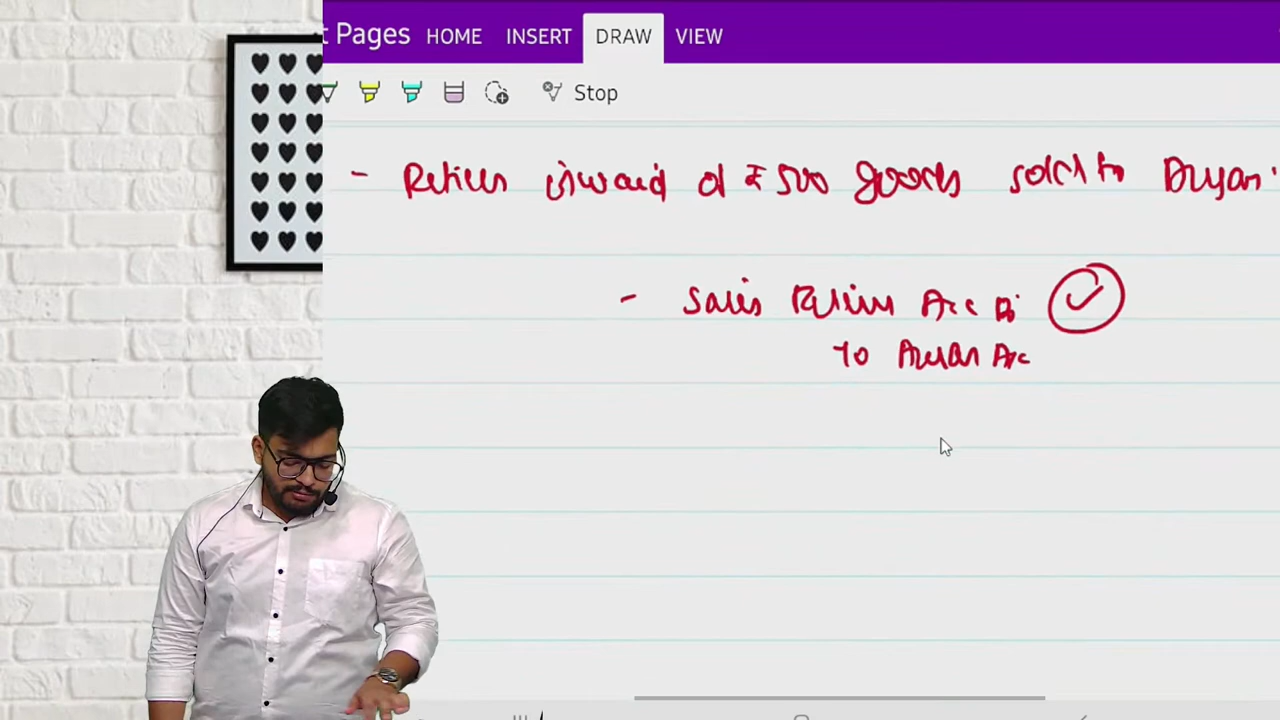 t Pages HOME INSERT DRAW VIEW
Stop
- Return inward of ₹500 goods sold to Aryan
- Sales Return A/c Dr
To Aryan A/c